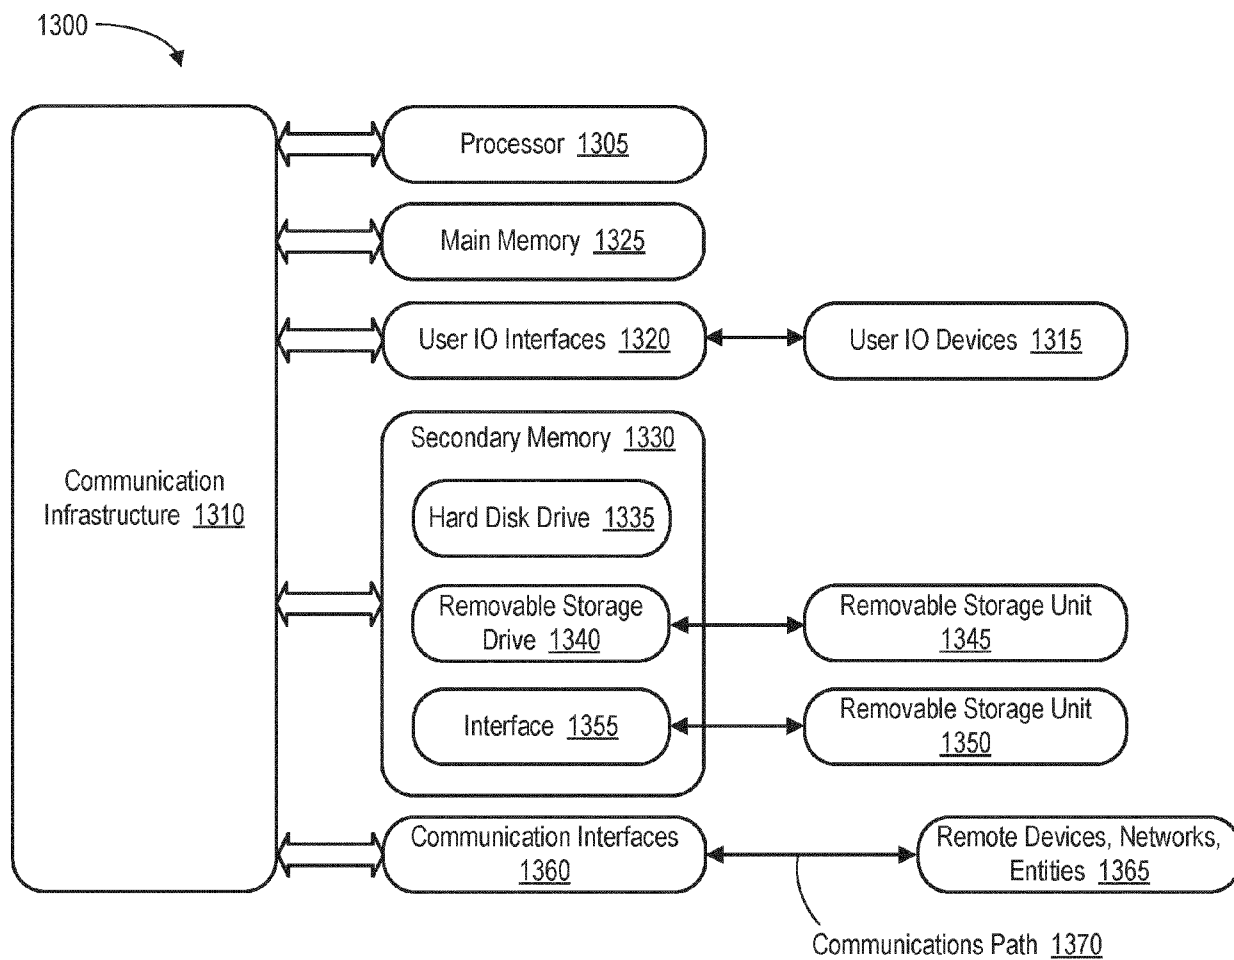 1300
Processor 1305
Main Memory 1325
User IO Interfaces 1320
User IO Devices 1315
Communication
Infrastructure 1310
Secondary Memory 1330
Hard Disk Drive 1335
Removable Storage
Drive 1340
Removable Storage Unit
1345
Interface 1355
Removable Storage Unit
1350
Communication Interfaces
1360
Remote Devices, Networks,
Entities 1365
Communications Path 1370